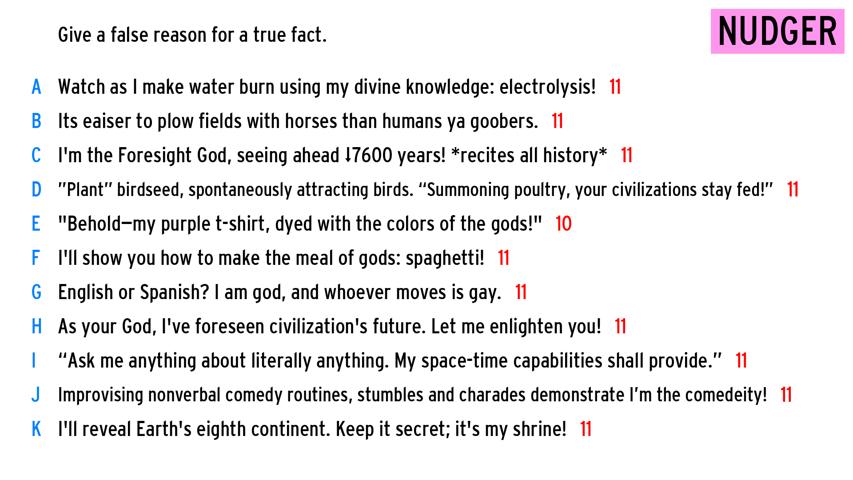 Give a false reason for a true fact.
NUDGER
A Watch as I make water burn using my divine knowledge: electrolysis! 11
B Its eaiser to plow fields with horses than humans ya goobers. 11
C I'm the Foresight God, seeing ahead ⇂7600 years! *recites all history* 11
D ”Plant” birdseed, spontaneously attracting birds. “Summoning poultry, your civilizations stay fed!” 11
E "Behold—my purple t-shirt, dyed with the colors of the gods!" 10
F I'll show you how to make the meal of gods: spaghetti! 11
G English or Spanish? I am god, and whoever moves is gay. 11
H As your God, I've foreseen civilization's future. Let me enlighten you! 11
I “Ask me anything about literally anything. My space-time capabilities shall provide.” 11
J Improvising nonverbal comedy routines, stumbles and charades demonstrate I’m the comedeity! 11
K I'll reveal Earth's eighth continent. Keep it secret; it's my shrine! 11